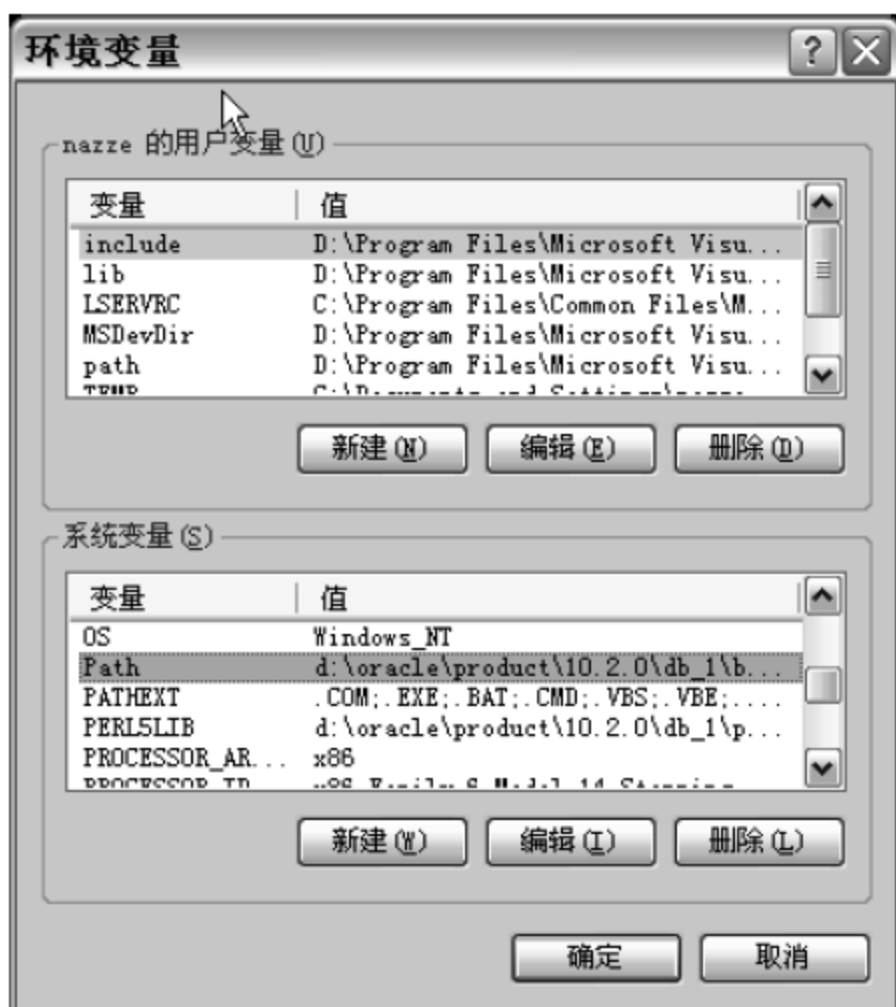 环境变量
nazze 的用户变量(U)
变量 值
include D:\Program Files\Microsoft Visu...
lib D:\Program Files\Microsoft Visu...
LSERVRC C:\Program Files\Common Files\M...
MSDevDir D:\Program Files\Microsoft Visu...
path D:\Program Files\Microsoft Visu...
TEMP
新建(N) 编辑(E) 删除(D)
系统变量(S)
变量 值
OS Windows_NT
Path d:\oracle\product\10.2.0\db_1\b...
PATHEXT .COM;.EXE;.BAT;.CMD;.VBS;.VBE;....
PERL5LIB d:\oracle\product\10.2.0\db_1\p...
PROCESSOR_AR... x86
新建(W) 编辑(I) 删除(L)
确定 取消